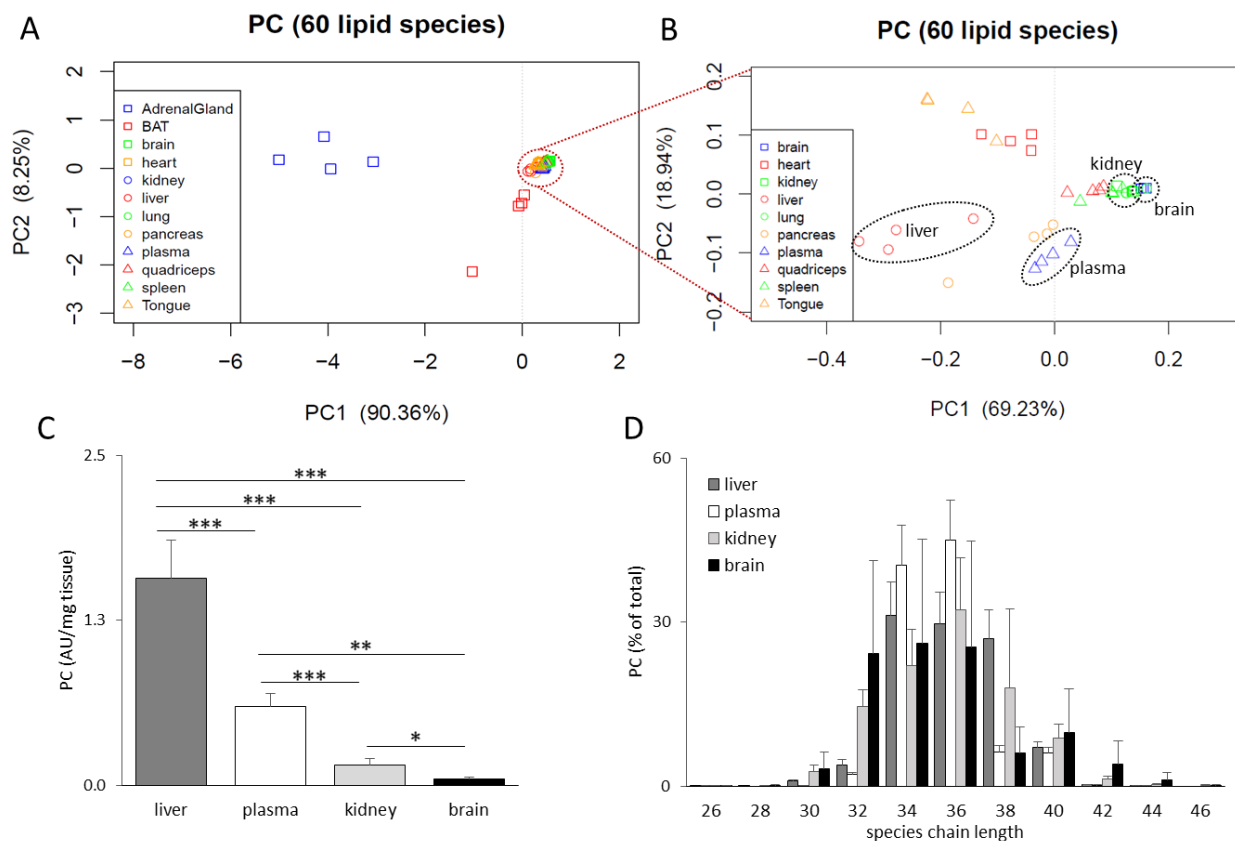 A
PC (60 lipid species)
PC2 (8.25%)
2
1
0
−1
−2
−3
AdrenalGland
BAT
brain
heart
kidney
liver
lung
pancreas
plasma
quadriceps
spleen
Tongue
−8
−6
−4
−2
0
2
PC1 (90.36%)
B
PC (60 lipid species)
PC2 (18.94%)
0.2
0.1
0.0
−0.1
−0.2
brain
heart
kidney
liver
lung
pancreas
plasma
quadriceps
spleen
Tongue
kidney
brain
liver
plasma
−0.4
−0.2
0.0
0.2
PC1 (69.23%)
C
PC (AU/mg tissue)
2.5
1.3
0.0
***
***
***
**
***
*
liver
plasma
kidney
brain
D
PC (% of total)
60
30
0
liver
plasma
kidney
brain
26
28
30
32
34
36
38
40
42
44
46
species chain length